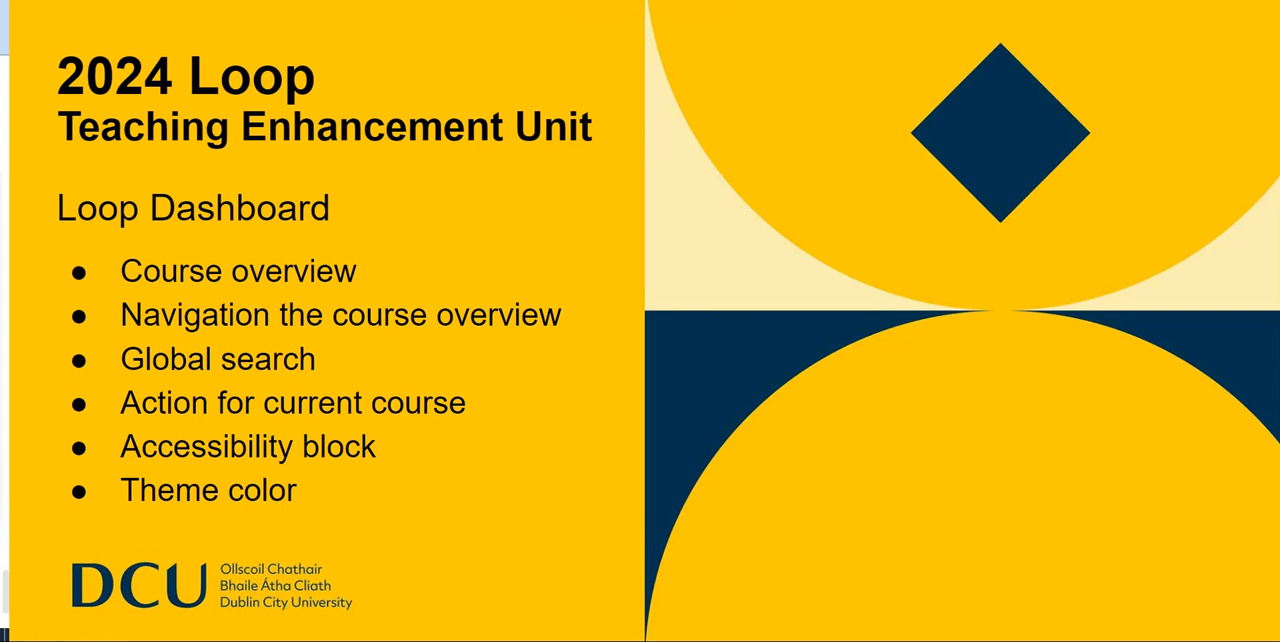 2024 Loop
Teaching Enhancement Unit
Loop Dashboard
● Course overview
● Navigation the course overview
● Global search
● Action for current course
● Accessibility block
● Theme color
DCU
Ollscoil Chathair
Bhaile Átha Cliath
Dublin City University